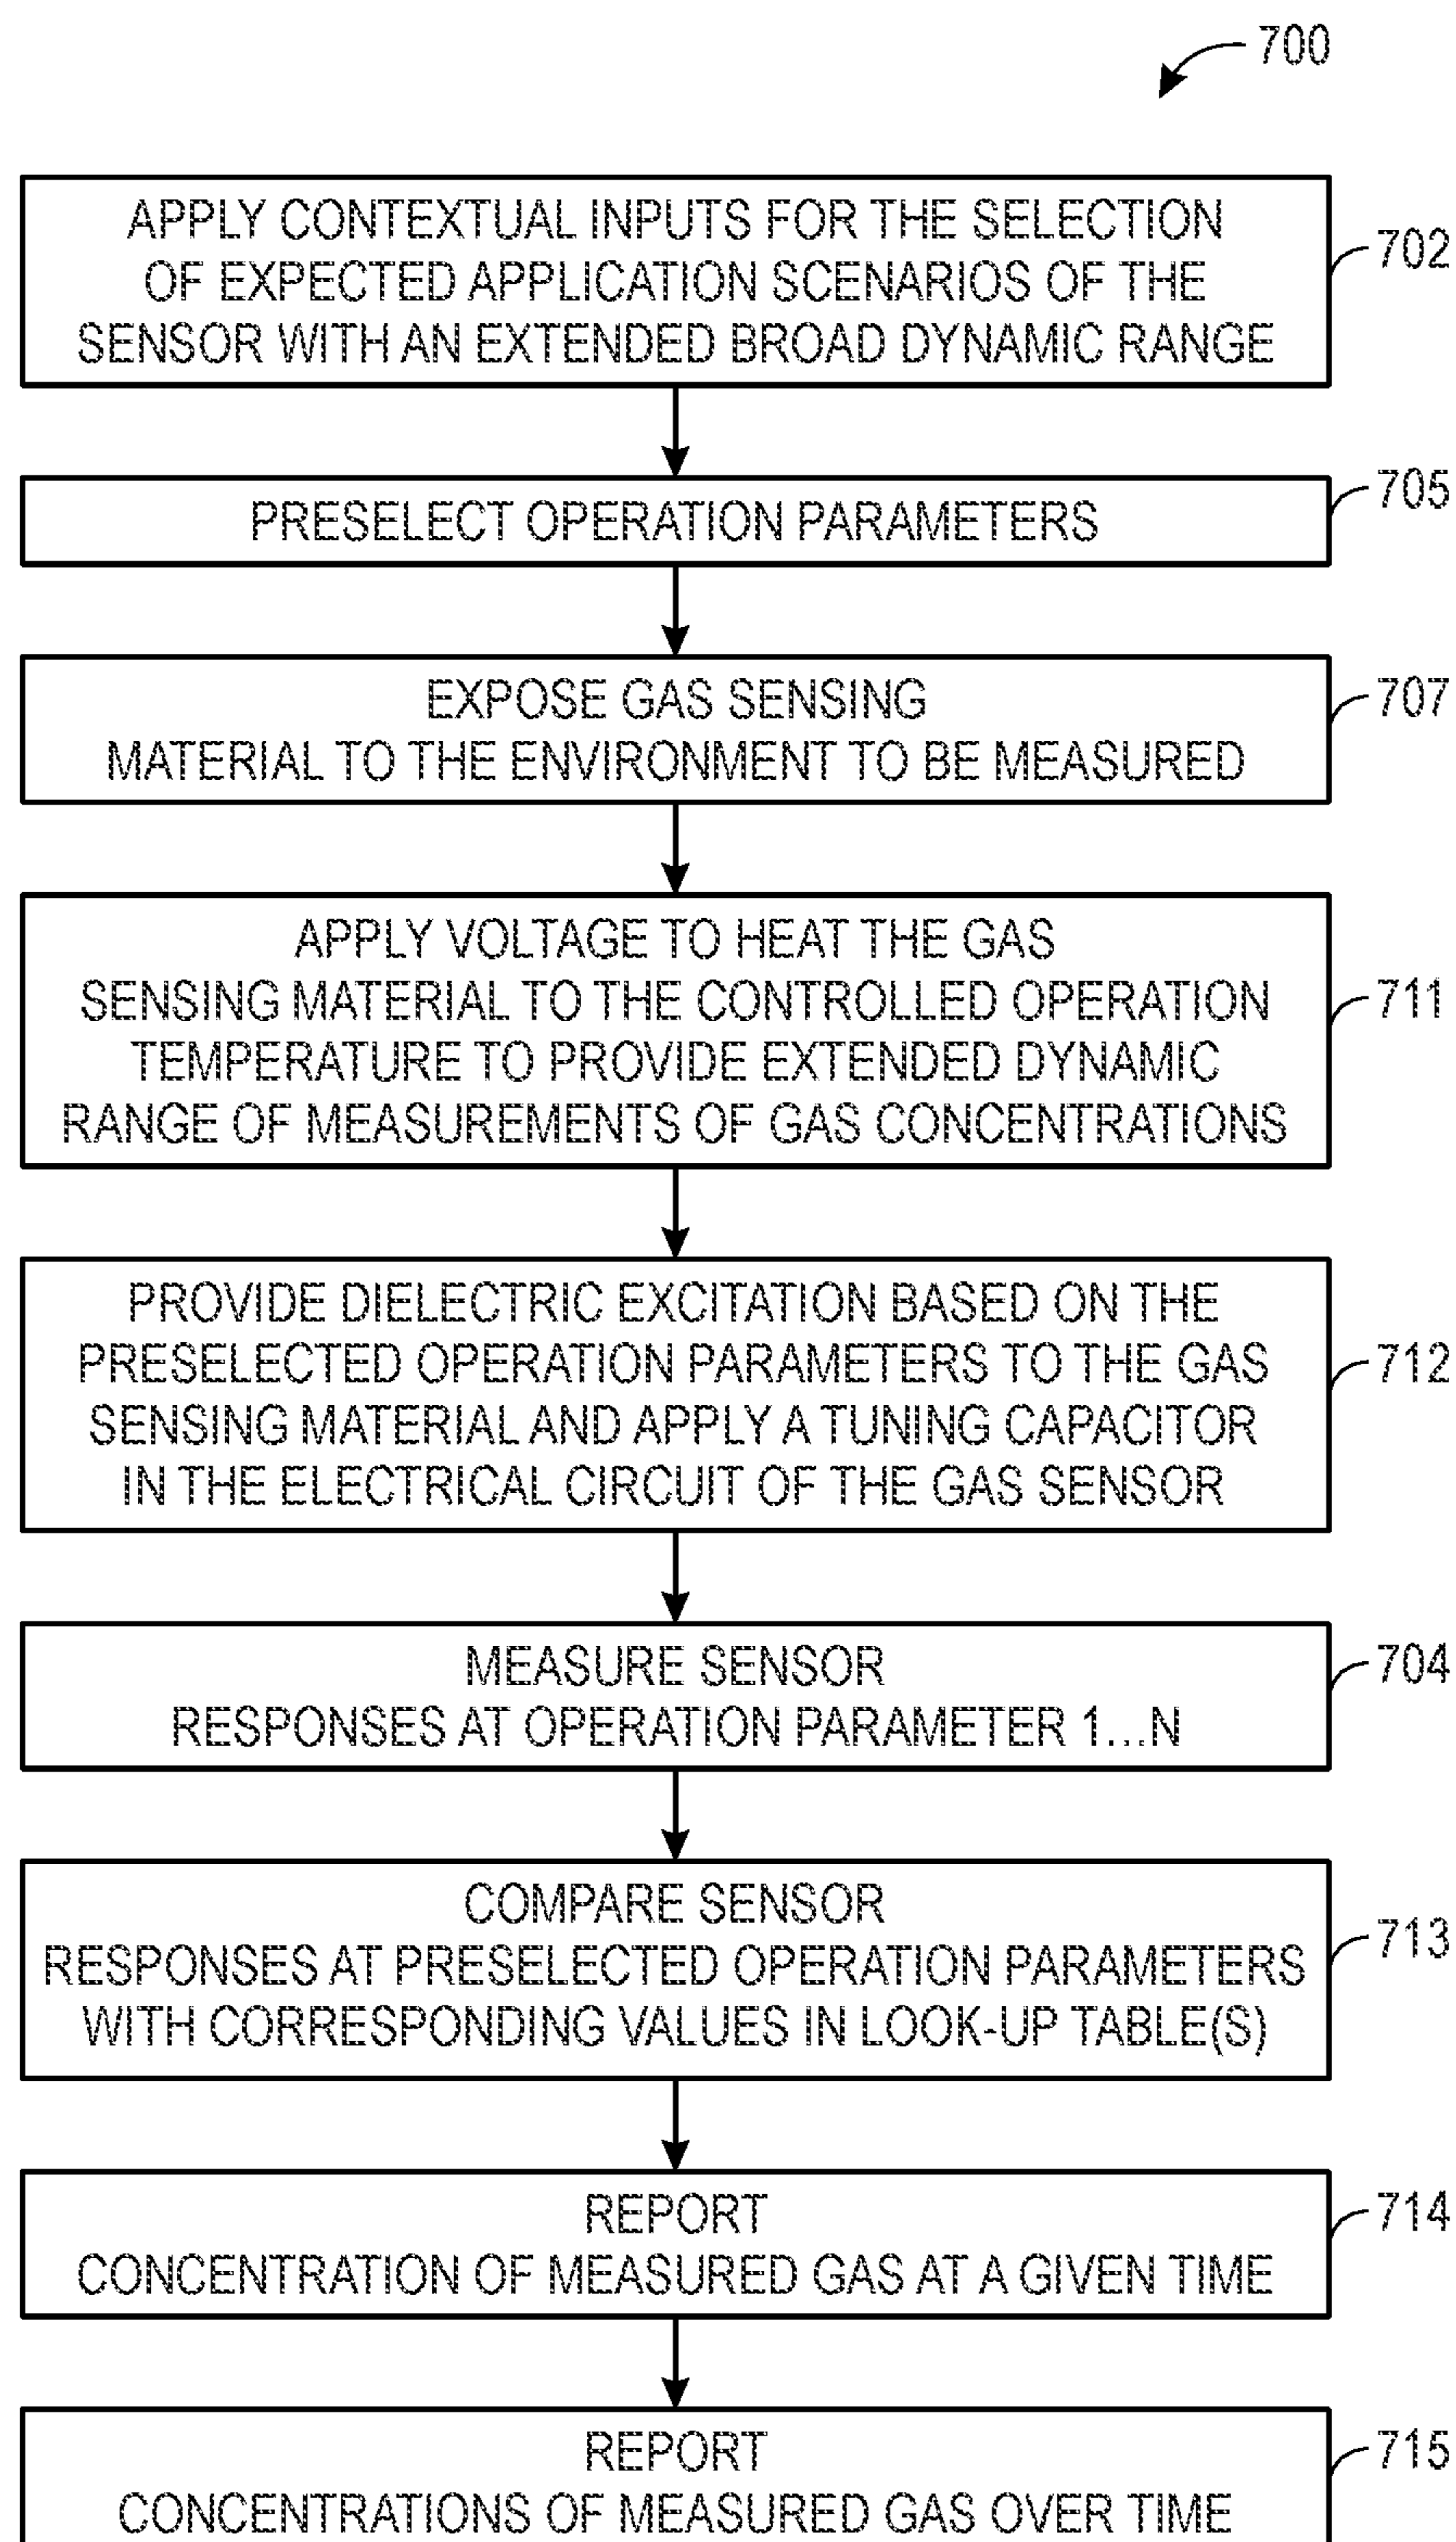 700
APPLY CONTEXTUAL INPUTS FOR THE SELECTION
OF EXPECTED APPLICATION SCENARIOS OF THE
SENSOR WITH AN EXTENDED BROAD DYNAMIC RANGE
702
PRESELECT OPERATION PARAMETERS
705
EXPOSE GAS SENSING
MATERIAL TO THE ENVIRONMENT TO BE MEASURED
707
APPLY VOLTAGE TO HEAT THE GAS
SENSING MATERIAL TO THE CONTROLLED OPERATION
TEMPERATURE TO PROVIDE EXTENDED DYNAMIC
RANGE OF MEASUREMENTS OF GAS CONCENTRATIONS
711
PROVIDE DIELECTRIC EXCITATION BASED ON THE
PRESELECTED OPERATION PARAMETERS TO THE GAS
SENSING MATERIAL AND APPLY A TUNING CAPACITOR
IN THE ELECTRICAL CIRCUIT OF THE GAS SENSOR
712
MEASURE SENSOR
RESPONSES AT OPERATION PARAMETER 1...N
704
COMPARE SENSOR
RESPONSES AT PRESELECTED OPERATION PARAMETERS
WITH CORRESPONDING VALUES IN LOOK-UP TABLE(S)
713
REPORT
CONCENTRATION OF MEASURED GAS AT A GIVEN TIME
714
REPORT
CONCENTRATIONS OF MEASURED GAS OVER TIME
715